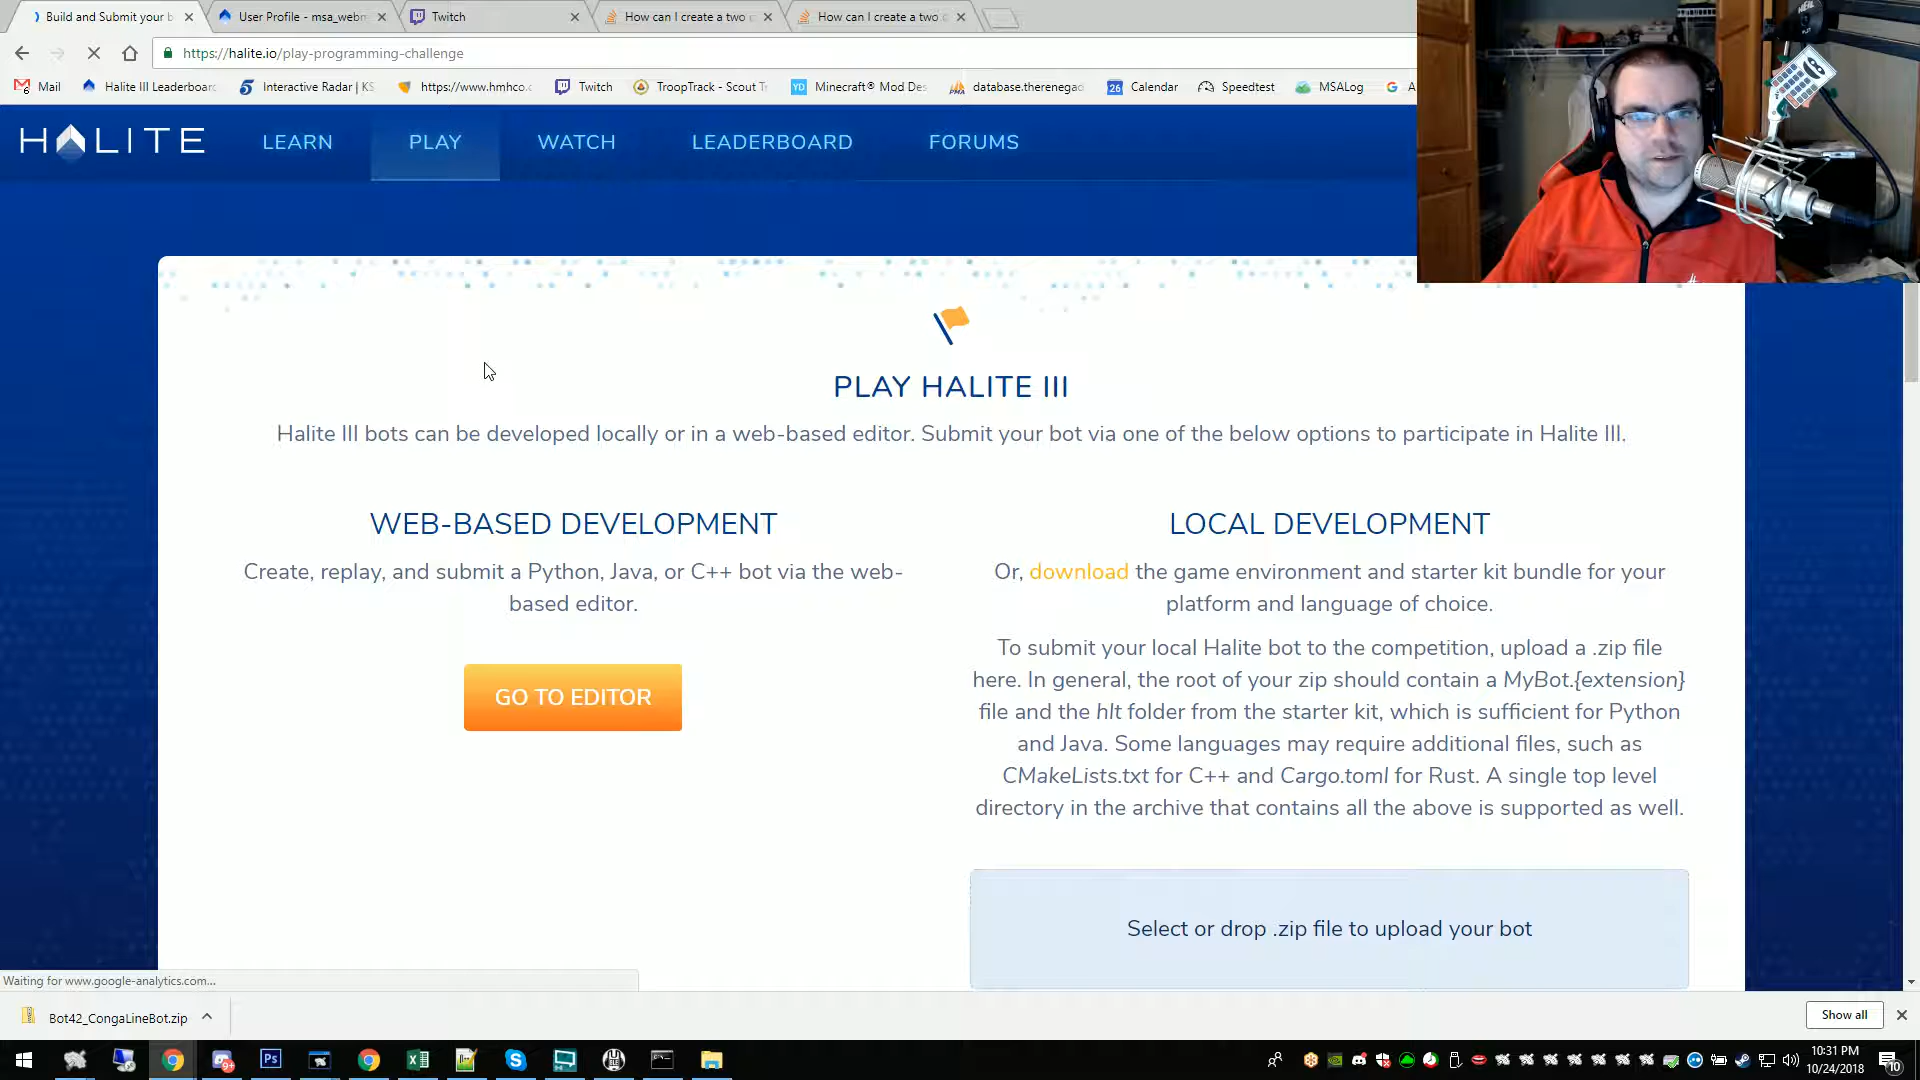 Build and Submit your b
User Profile - msa_webm
Twitch
How can I create a two c
How can I create a two c
https://halite.io/play-programming-challenge
Mail
Halite III Leaderboar
Interactive Radar | KS
https://www.hmhco.c
Twitch
TroopTrack - Scout T
Minecraft® Mod Des
database.therenegad
26
Calendar
Speedtest
MSALog
A
HALITE
LEARN
PLAY
WATCH
LEADERBOARD
FORUMS
PLAY HALITE III
Halite III bots can be developed locally or in a web-based editor. Submit your bot via one of the below options to participate in Halite III.
WEB-BASED DEVELOPMENT
Create, replay, and submit a Python, Java, or C++ bot via the web-
based editor.
GO TO EDITOR
LOCAL DEVELOPMENT
Or, download the game environment and starter kit bundle for your
platform and language of choice.
To submit your local Halite bot to the competition, upload a .zip file
here. In general, the root of your zip should contain a MyBot.{extension}
file and the hlt folder from the starter kit, which is sufficient for Python
and Java. Some languages may require additional files, such as
CMakeLists.txt for C++ and Cargo.toml for Rust. A single top level
directory in the archive that contains all the above is supported as well.
Select or drop .zip file to upload your bot
Waiting for www.google-analytics.com...
Bot42_CongaLineBot.zip
Show all
Ps
10:31 PM
10/24/2018
10